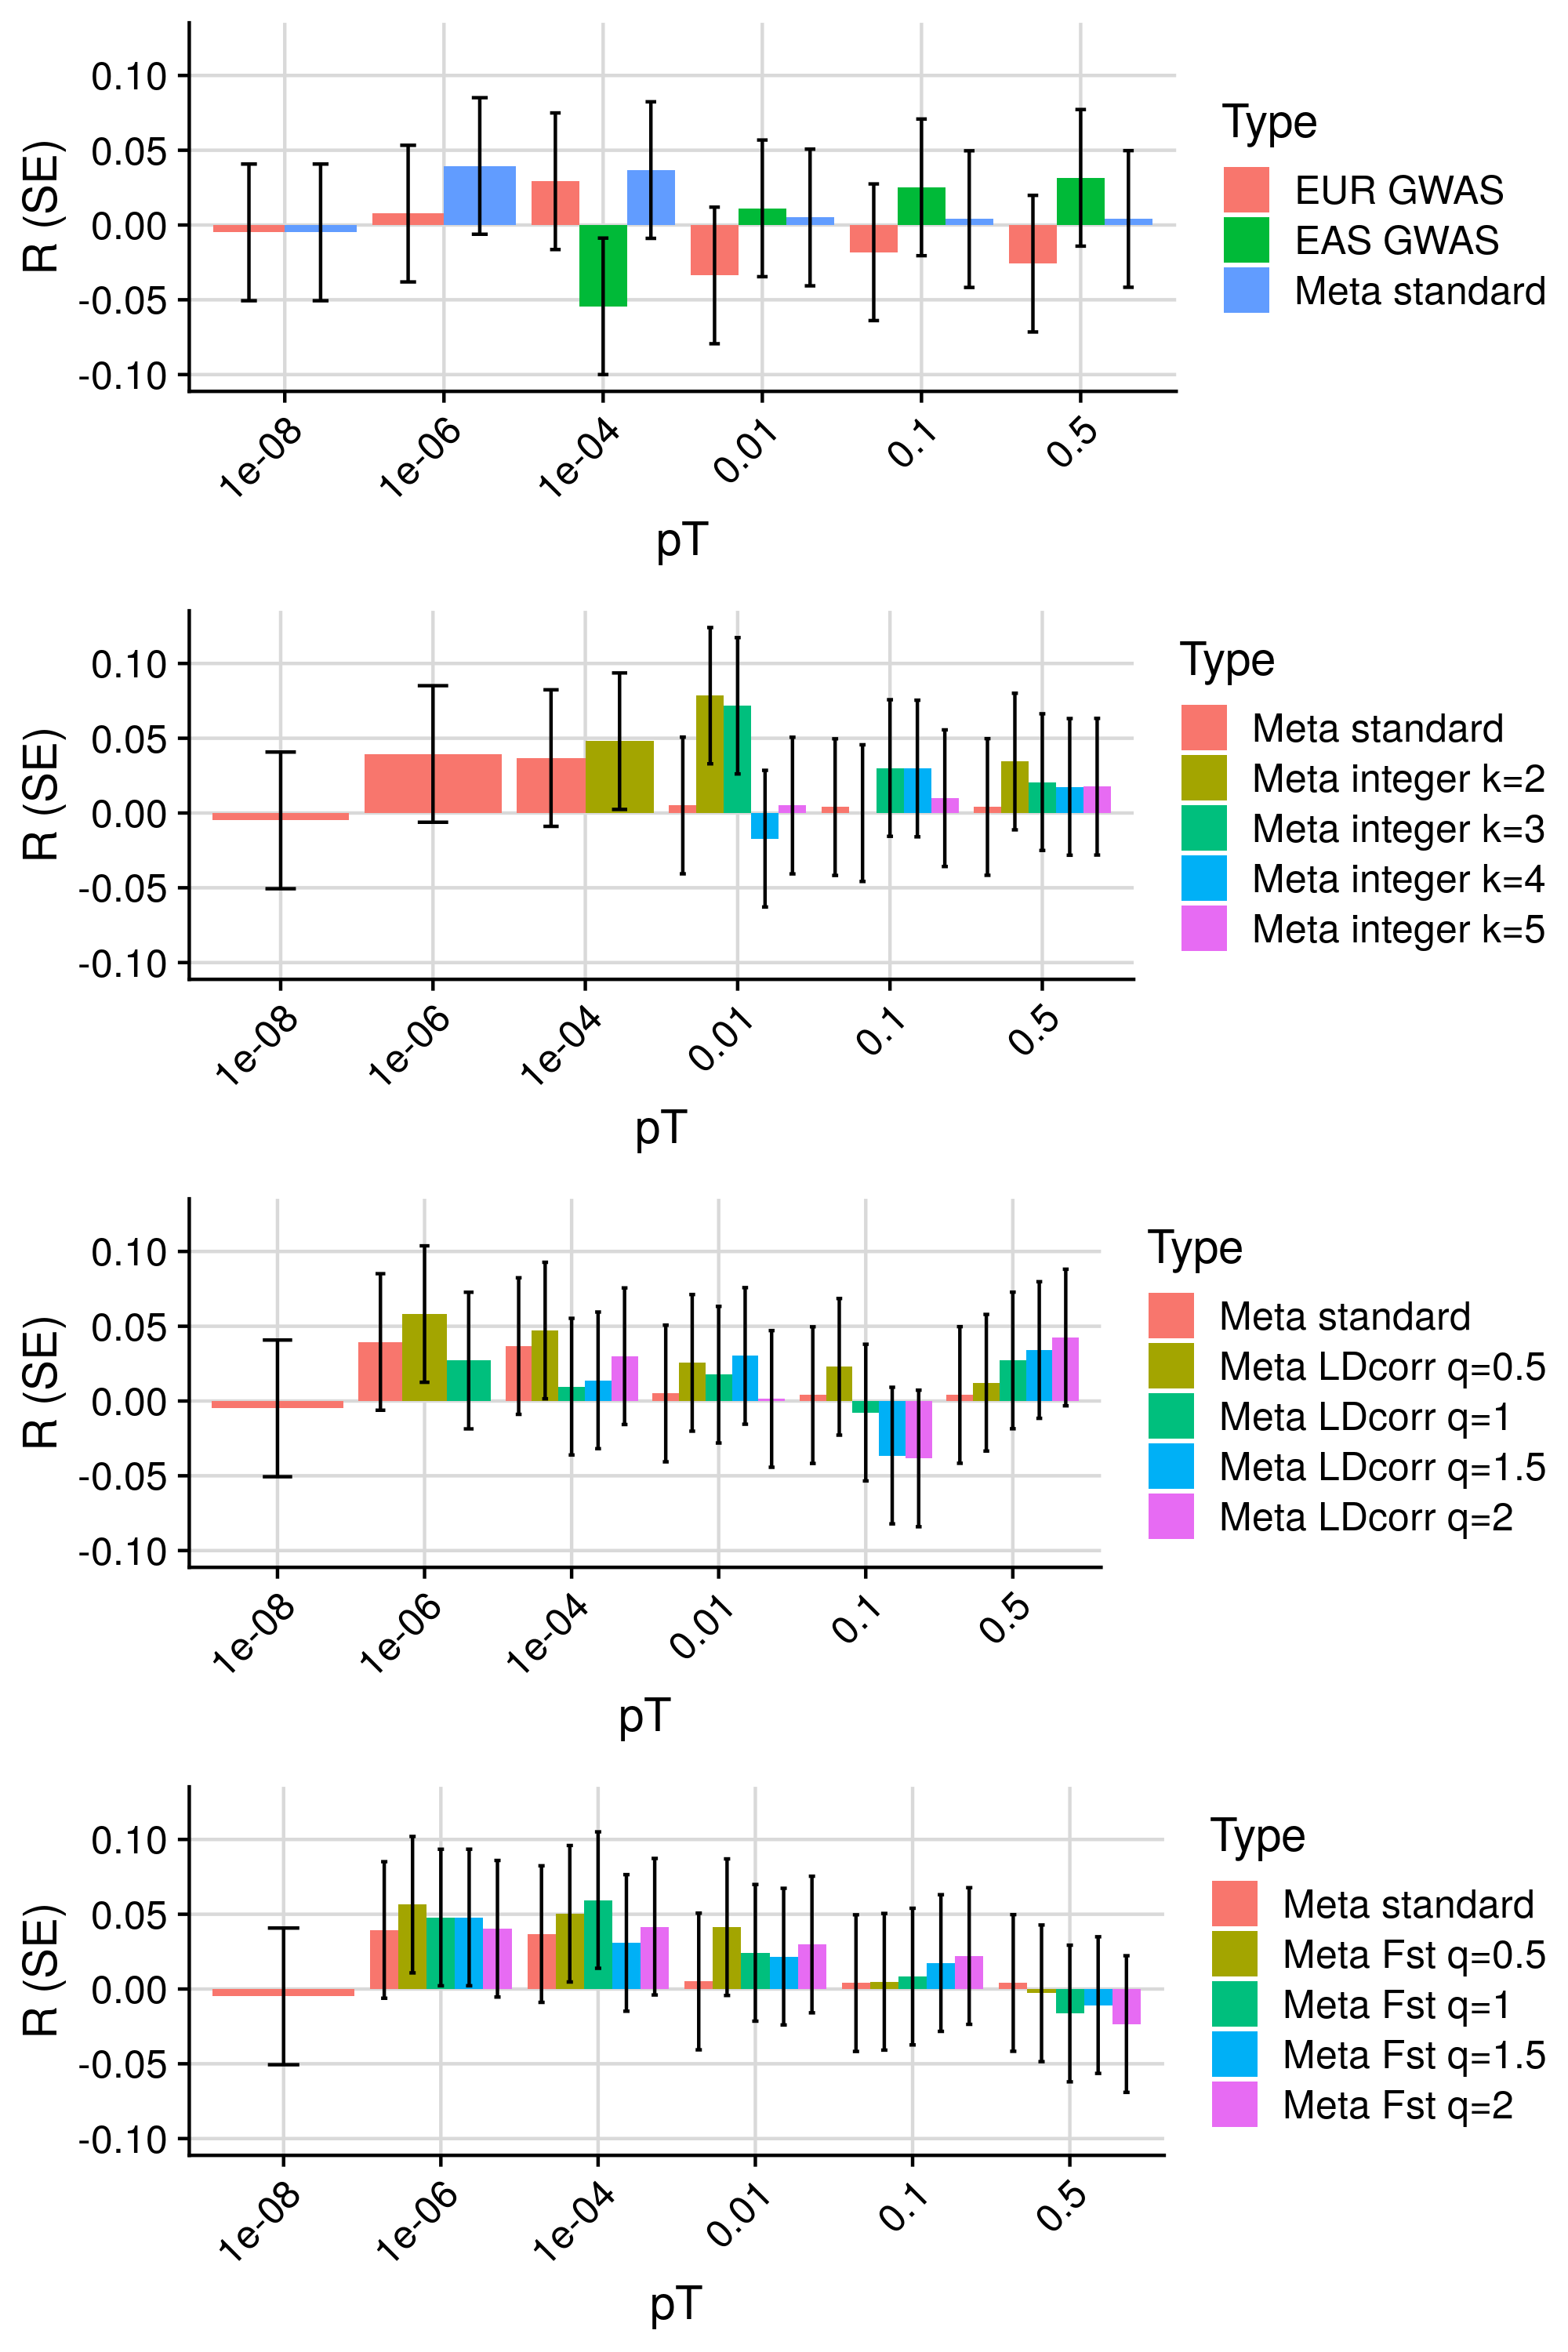 R (SE)
0.10
0.05
0.00
-0.05
-0.10
1e-08
1e-06
1e-04
0.01
0.1
0.5
pT
Type
EUR GWAS
EAS GWAS
Meta standard
R (SE)
0.10
0.05
0.00
-0.05
-0.10
1e-08
1e-06
1e-04
0.01
0.1
0.5
pT
Type
Meta standard
Meta integer k=2
Meta integer k=3
Meta integer k=4
Meta integer k=5
R (SE)
0.10
0.05
0.00
-0.05
-0.10
1e-08
1e-06
1e-04
0.01
0.1
0.5
pT
Type
Meta standard
Meta LDcorr q=0.5
Meta LDcorr q=1
Meta LDcorr q=1.5
Meta LDcorr q=2
R (SE)
0.10
0.05
0.00
-0.05
-0.10
1e-08
1e-06
1e-04
0.01
0.1
0.5
pT
Type
Meta standard
Meta Fst q=0.5
Meta Fst q=1
Meta Fst q=1.5
Meta Fst q=2